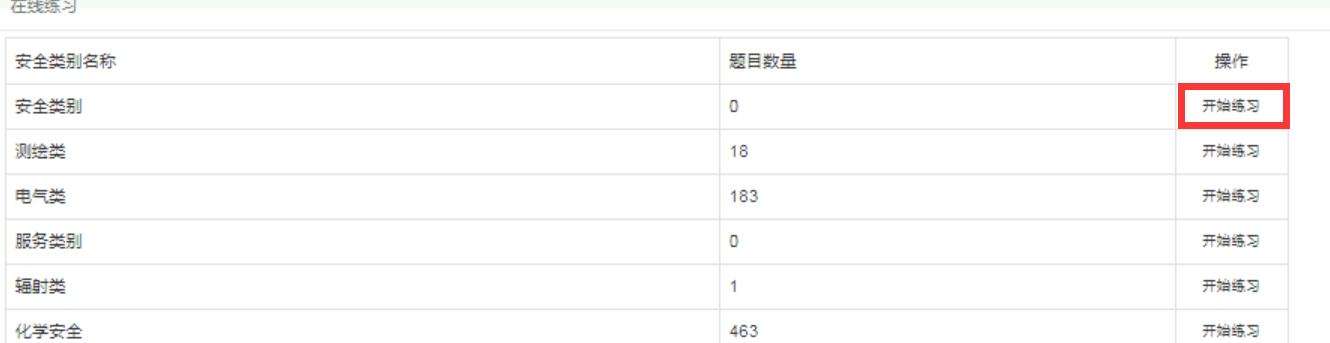 在线练习
安全类别名称 题目数量 操作
安全类别 0 开始练习
测绘类 18 开始练习
电气类 183 开始练习
服务类别 0 开始练习
辐射类 1 开始练习
化学安全 463 开始练习